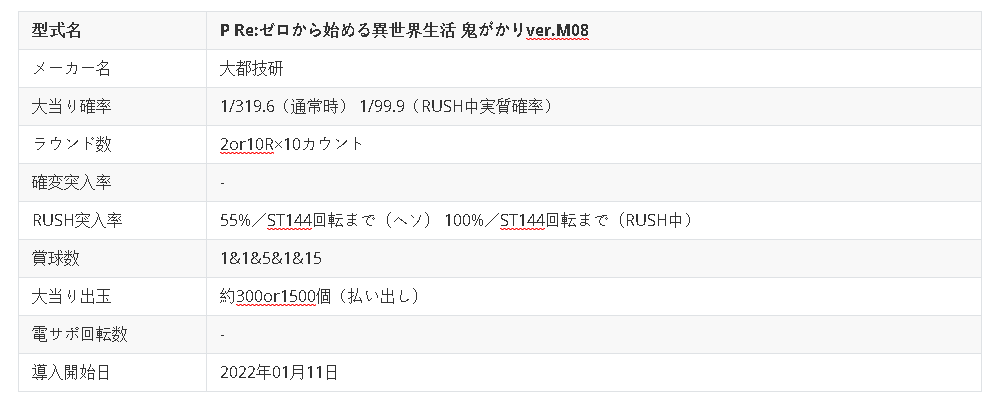 型式名 P Re:ゼロから始める異世界生活 鬼がかりver.M08
メーカー名 大都技研
大当り確率 1/319.6（通常時） 1/99.9（RUSH中実質確率）
ラウンド数 2or10R×10カウント
確変突入率 -
RUSH突入率 55%／ST144回転まで（ヘソ） 100%／ST144回転まで（RUSH中）
賞球数 1&1&5&1&15
大当り出玉 約300or1500個（払い出し）
電サポ回転数 -
導入開始日 2022年01月11日